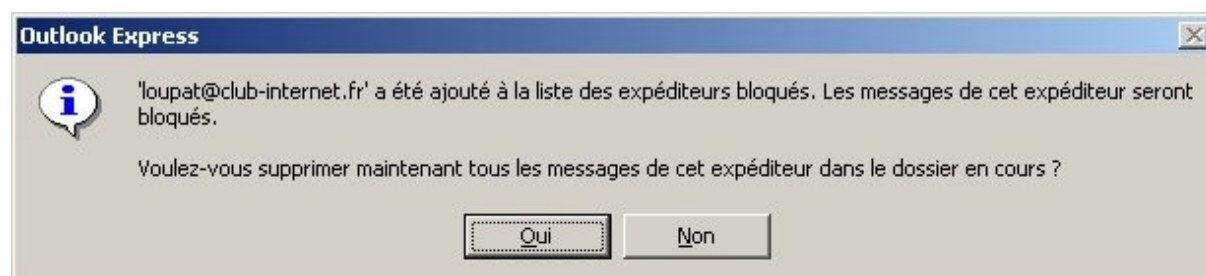 Outlook Express
'loupat@club-internet.fr' a été ajouté à la liste des expéditeurs bloqués. Les messages de cet expéditeur seront
bloqués.
Voulez-vous supprimer maintenant tous les messages de cet expéditeur dans le dossier en cours ?
Oui
Non